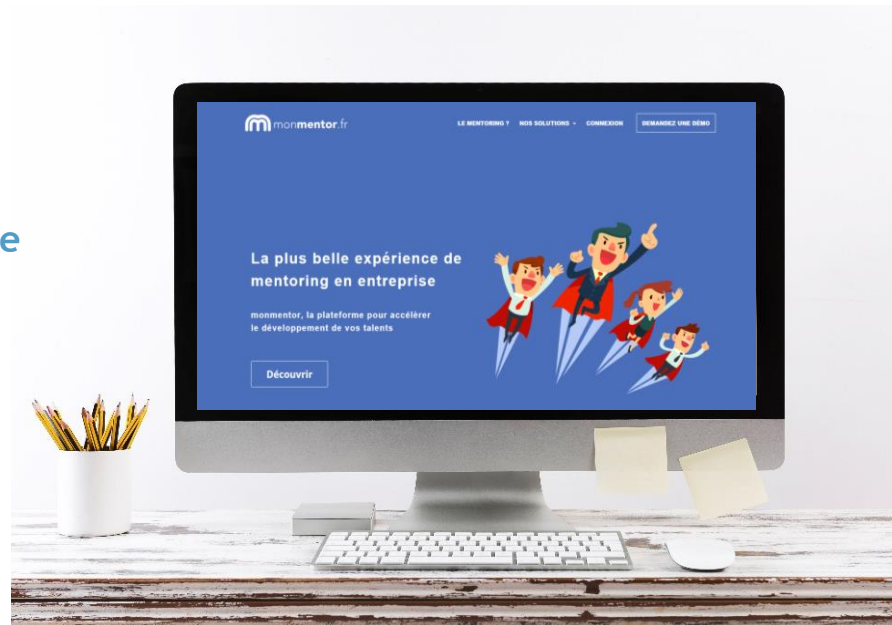 monmentor.fr
LE MENTORING ? NOS SOLUTIONS CONNEXION DEMANDEZ UNE DÉMO
e
La plus belle expérience de
mentoring en entreprise
monmentor, la plateforme pour accélérer
le développement de vos talents
Découvrir